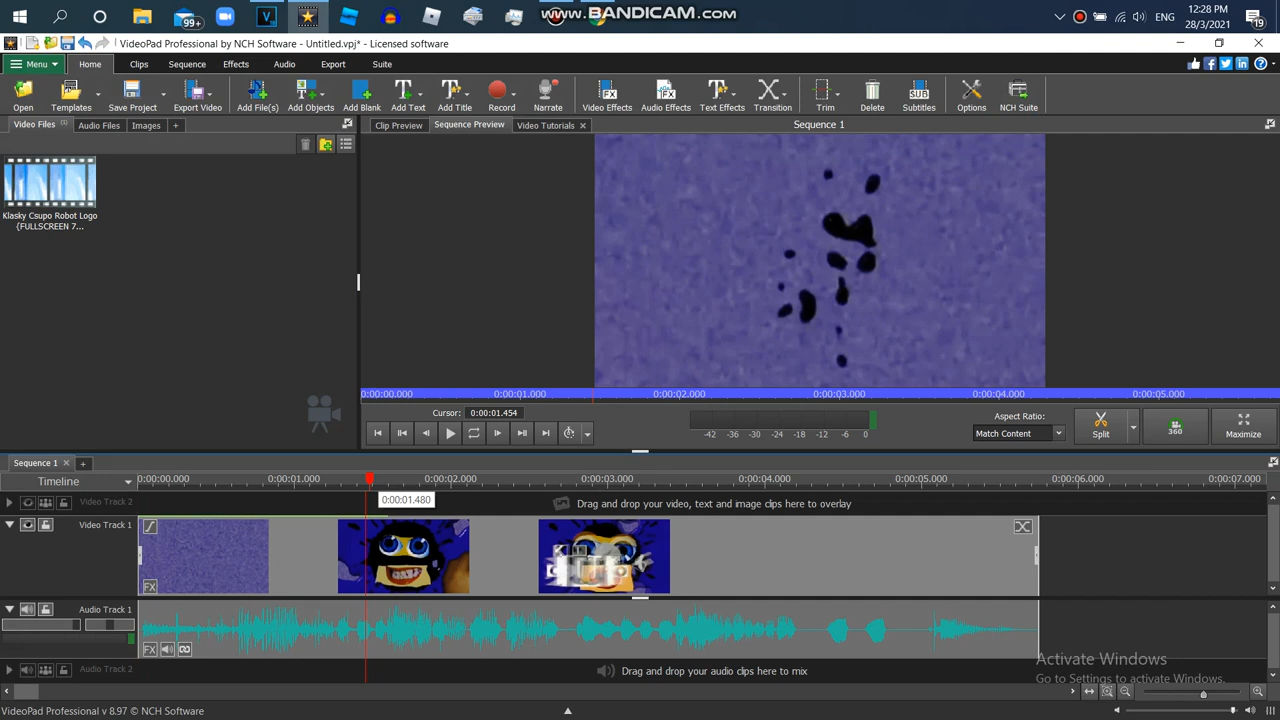 www.BANDICAM.com
99+
ENG
12:28 PM
28/3/2021
19
VideoPad Professional by NCH Software - Untitled.vpj* - Licensed software
Menu
Home
Clips
Sequence
Effects
Audio
Export
Suite
Open
Templates
Save Project
Export Video
Add File(s)
Add Objects
Add Blank
Add Text
Add Title
Record
Narrate
Video Effects
Audio Effects
Text Effects
Transition
Trim
Delete
Subtitles
Options
NCH Suite
Video Files (1)
Audio Files
Images
+
Clip Preview
Sequence Preview
Video Tutorials
Sequence 1
Klasky Csupo Robot Logo
{FULLSCREEN 7...
0:00:00.000
0:00:01.000
0:00:02.000
0:00:03.000
0:00:04.000
0:00:05.000
Cursor:
0:00:01.454
-42 -36 -30 -24 -18 -12 -6 0
Aspect Ratio:
Match Content
Split
360
Maximize
Sequence 1
Timeline
0:00:00.000
0:00:01.000
0:00:02.000
0:00:03.000
0:00:04.000
0:00:05.000
0:00:06.000
0:00:07.000
0:00:01.480
Video Track 2
Drag and drop your video, text and image clips here to overlay
Video Track 1
FX
Audio Track 1
FX
Audio Track 2
Drag and drop your audio clips here to mix
Activate Windows
Go to Settings to activate Windows.
VideoPad Professional v 8.97 © NCH Software